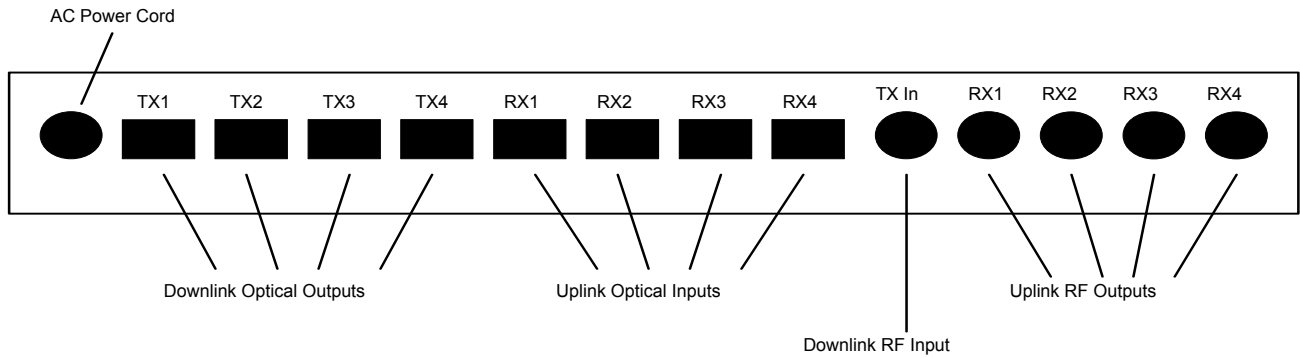 AC Power Cord
TX1 TX2 TX3 TX4 RX1 RX2 RX3 RX4 TX In RX1 RX2 RX3 RX4
Downlink Optical Outputs Uplink Optical Inputs Uplink RF Outputs
Downlink RF Input